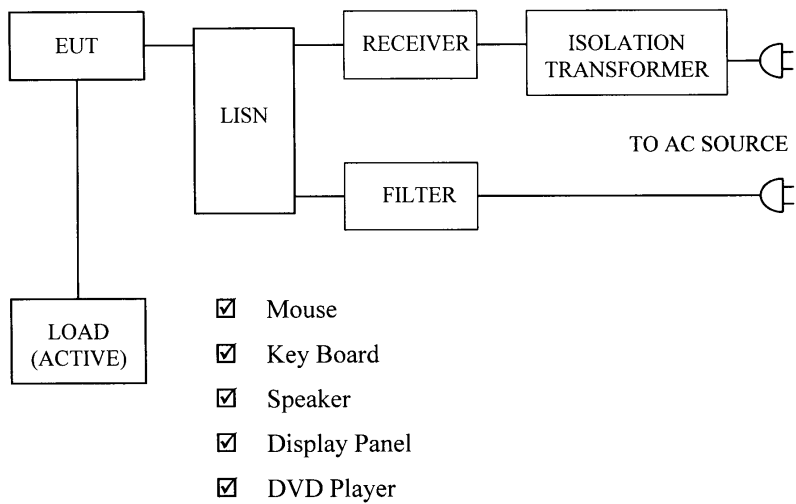 EUT
LISN
RECEIVER
ISOLATION
TRANSFORMER
TO AC SOURCE
FILTER
LOAD
(ACTIVE)
☑ Mouse
☑ Key Board
☑ Speaker
☑ Display Panel
☑ DVD Player